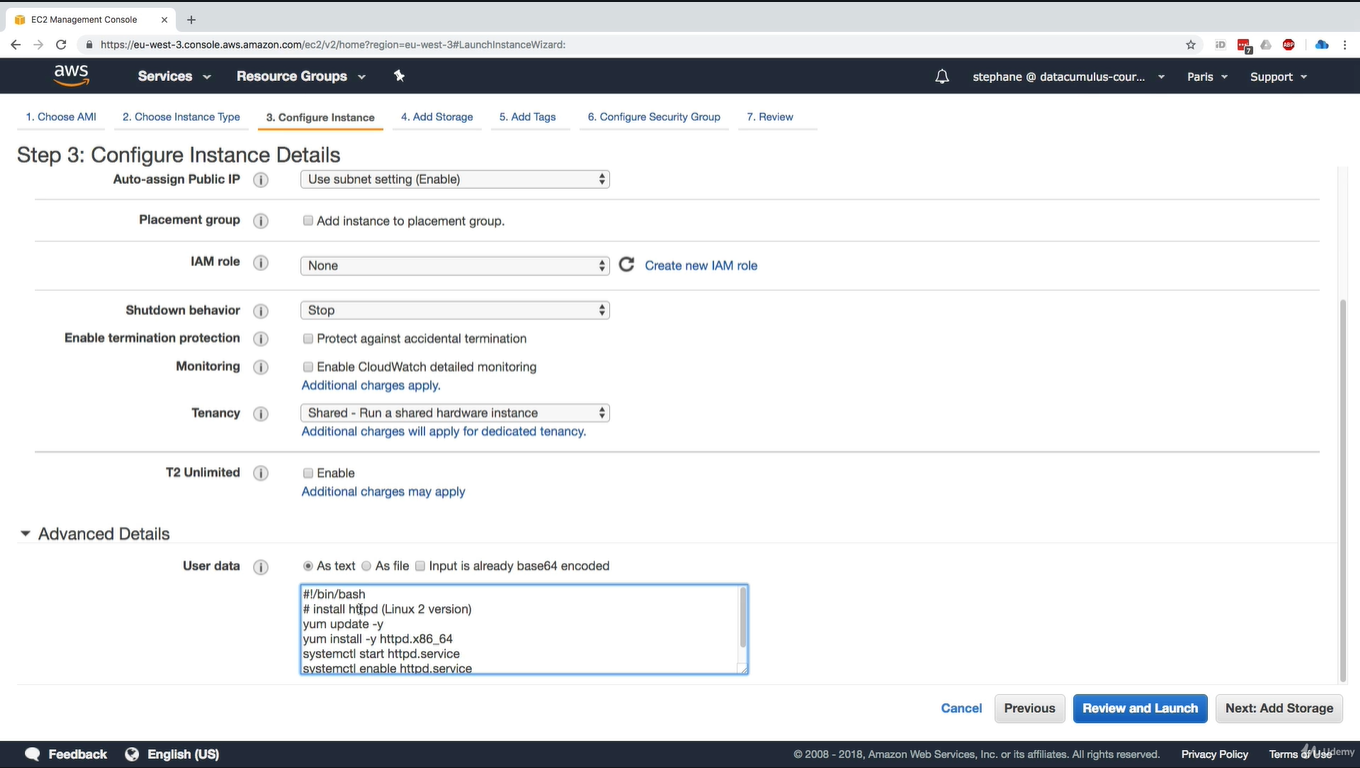 EC2 Management Console
https://eu-west-3.console.aws.amazon.com/ec2/v2/home?region=eu-west-3#LaunchInstanceWizard:
iD
7
ABP
aws
Services
Resource Groups
stephane @ datacumulus-cour...
Paris
Support
1. Choose AMI
2. Choose Instance Type
3. Configure Instance
4. Add Storage
5. Add Tags
6. Configure Security Group
7. Review
Step 3: Configure Instance Details
Auto-assign Public IP
Use subnet setting (Enable)
Placement group
Add instance to placement group.
IAM role
None
Create new IAM role
Shutdown behavior
Stop
Enable termination protection
Protect against accidental termination
Monitoring
Enable CloudWatch detailed monitoring
Additional charges apply.
Tenancy
Shared - Run a shared hardware instance
Additional charges will apply for dedicated tenancy.
T2 Unlimited
Enable
Additional charges may apply
Advanced Details
User data
As text
As file
Input is already base64 encoded
#!/bin/bash
# install httpd (Linux 2 version)
yum update -y
yum install -y httpd.x86_64
systemctl start httpd.service
systemctl enable httpd.service
Cancel
Previous
Review and Launch
Next: Add Storage
Feedback
English (US)
© 2008 - 2018, Amazon Web Services, Inc. or its affiliates. All rights reserved.
Privacy Policy
Terms of Use
Udemy